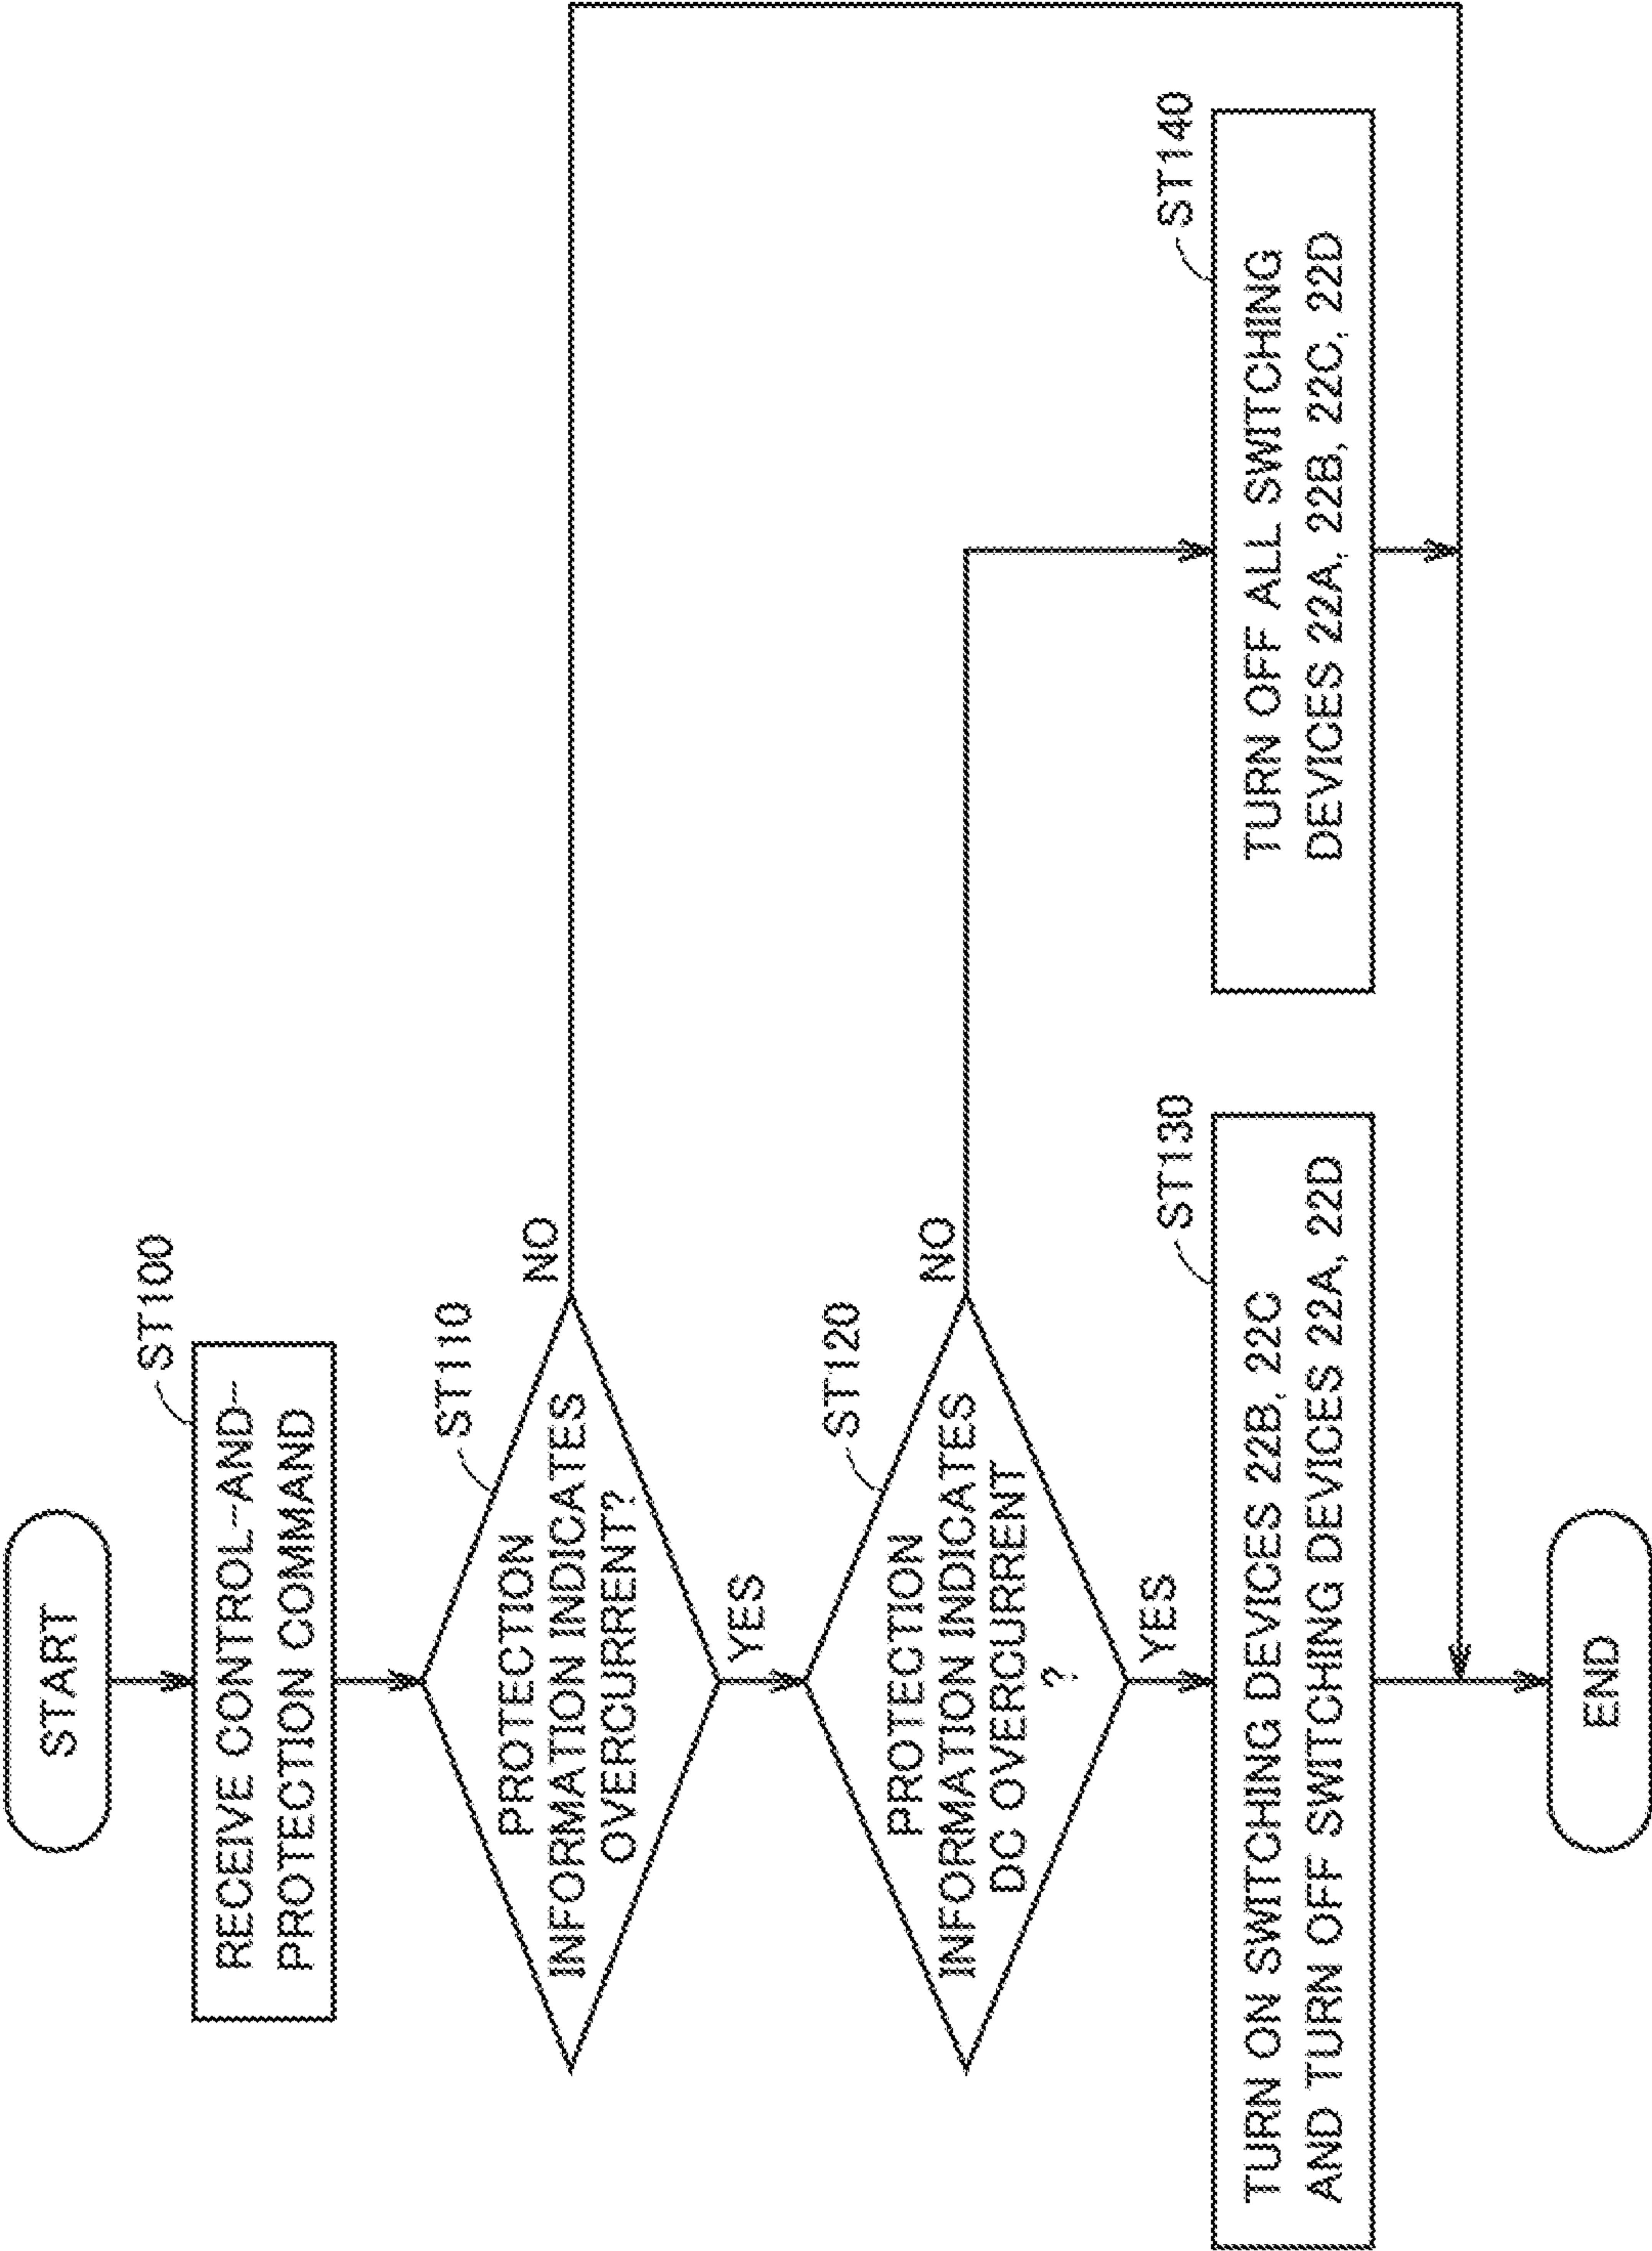 START
ST100
RECEIVE CONTROL-AND-
PROTECTION COMMAND
ST110
PROTECTION
INFORMATION INDICATES
OVERCURRENT?
NO
YES
ST120
PROTECTION
INFORMATION INDICATES
DC OVERCURRENT
?
NO
YES
ST130
TURN ON SWITCHING DEVICES 22B, 22C
AND TURN OFF SWITCHING DEVICES 22A, 22D
ST140
TURN OFF ALL SWITCHING
DEVICES 22A, 22B, 22C, 22D
END